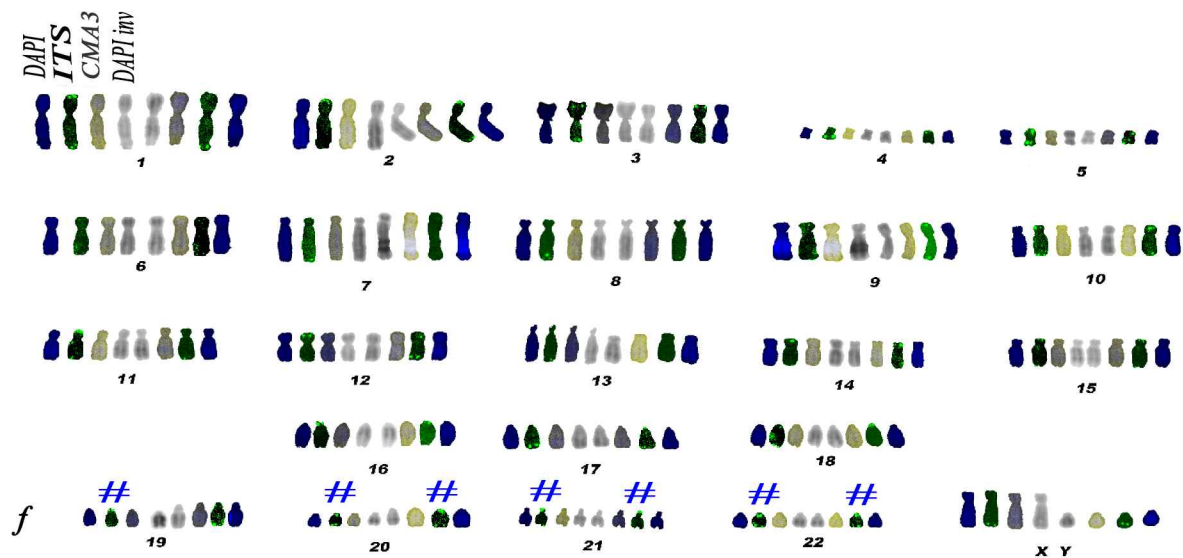 DAPI
ITS
CMA3
DAPI inv
1 2 3 4 5
6 7 8 9 10
11 12 13 14 15
16 17 18
# # # # # # #
f
19 20 21 22 X Y